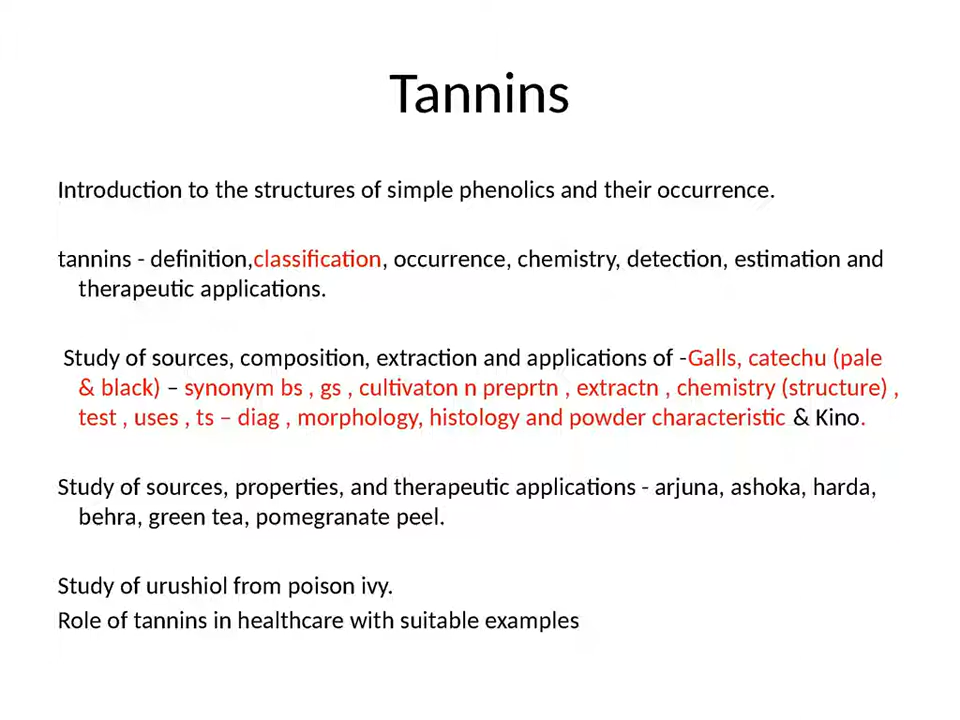 Tannins
Introduction to the structures of simple phenolics and their occurrence.
tannins - definition,classification, occurrence, chemistry, detection, estimation and
therapeutic applications.
Study of sources, composition, extraction and applications of -Galls, catechu (pale
& black) – synonym bs , gs , cultivaton n preprtn , extractn , chemistry (structure) ,
test , uses , ts – diag , morphology, histology and powder characteristic & Kino.
Study of sources, properties, and therapeutic applications - arjuna, ashoka, harda,
behra, green tea, pomegranate peel.
Study of urushiol from poison ivy.
Role of tannins in healthcare with suitable examples